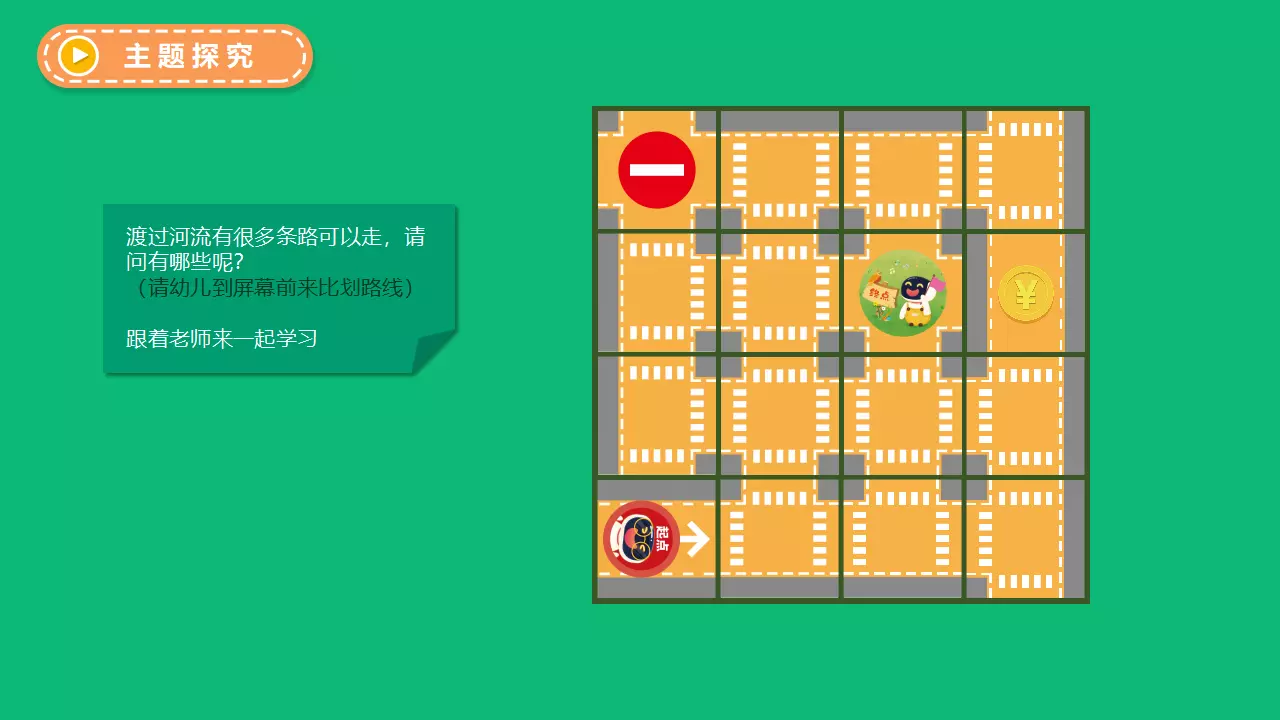 主题探究
渡过河流有很多条路可以走，请
问有哪些呢？
（请幼儿到屏幕前来比划路线）
跟着老师来一起学习
终点
¥
起点